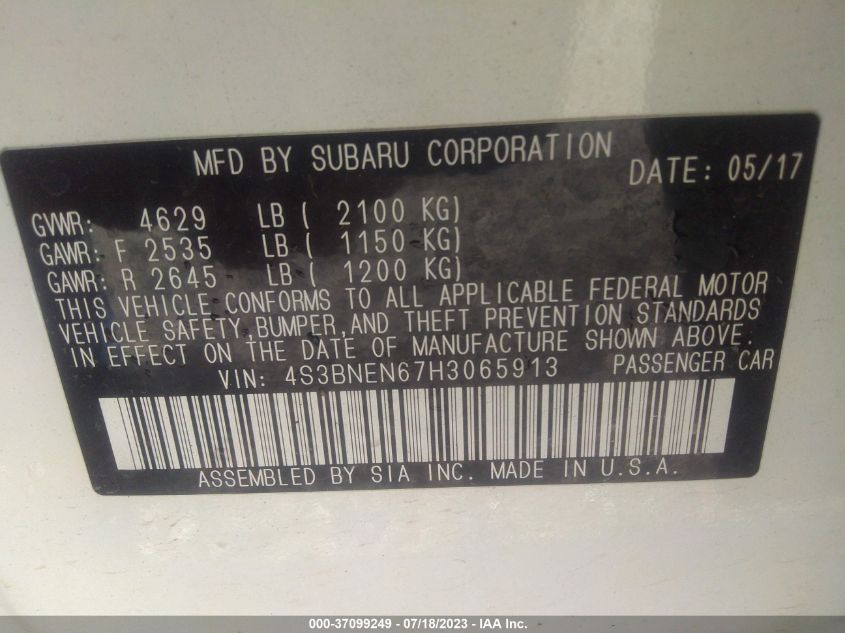 MFD BY SUBARU CORPORATION DATE: 05/17
GVWR: 4629 LB ( 2100 KG)
GAWR: F 2535 LB ( 1150 KG)
GAWR: R 2645 LB ( 1200 KG)
THIS VEHICLE CONFORMS TO ALL APPLICABLE FEDERAL MOTOR
VEHICLE SAFETY, BUMPER, AND THEFT PREVENTION STANDARDS
IN EFFECT ON THE DATE OF MANUFACTURE SHOWN ABOVE.
VIN: 4S3BNEN67H3065913 PASSENGER CAR
ASSEMBLED BY SIA INC. MADE IN U.S.A.
000-37099249 - 07/18/2023 - IAA Inc.